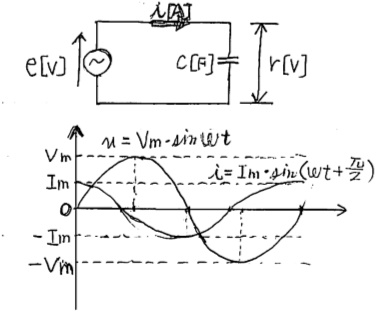 i[A]
e[V]
C[F]
r[V]
u=Vm·sinωt
Vm
i=Im·sin(ωt+π/2)
Im
0
-Im
-Vm